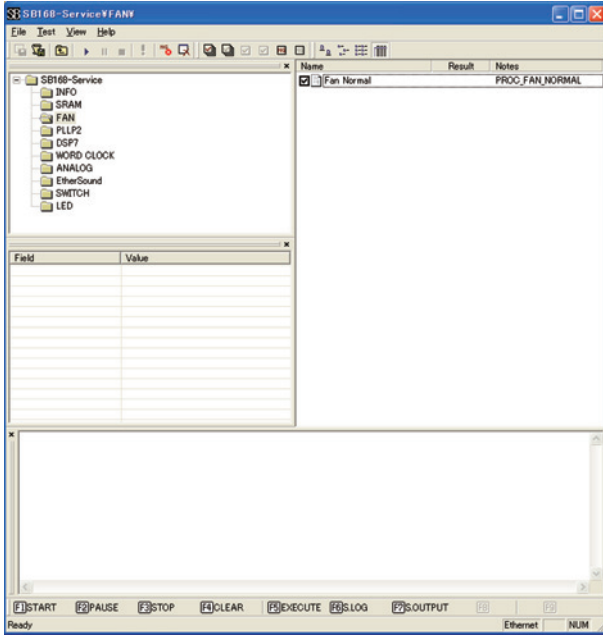 SB168-Service¥FAN¥
File Test View Help
Name Result Notes
Fan Normal PROC_FAN_NORMAL
SB168-Service
INFO
SRAM
FAN
PLLP2
DSP7
WORD CLOCK
ANALOG
EtherSound
SWITCH
LED
Field Value
F1 START F2 PAUSE F3 STOP F4 CLEAR F5 EXECUTE F6 S.LOG F7 S.OUTPUT F8 F9
Ready Ethernet NUM